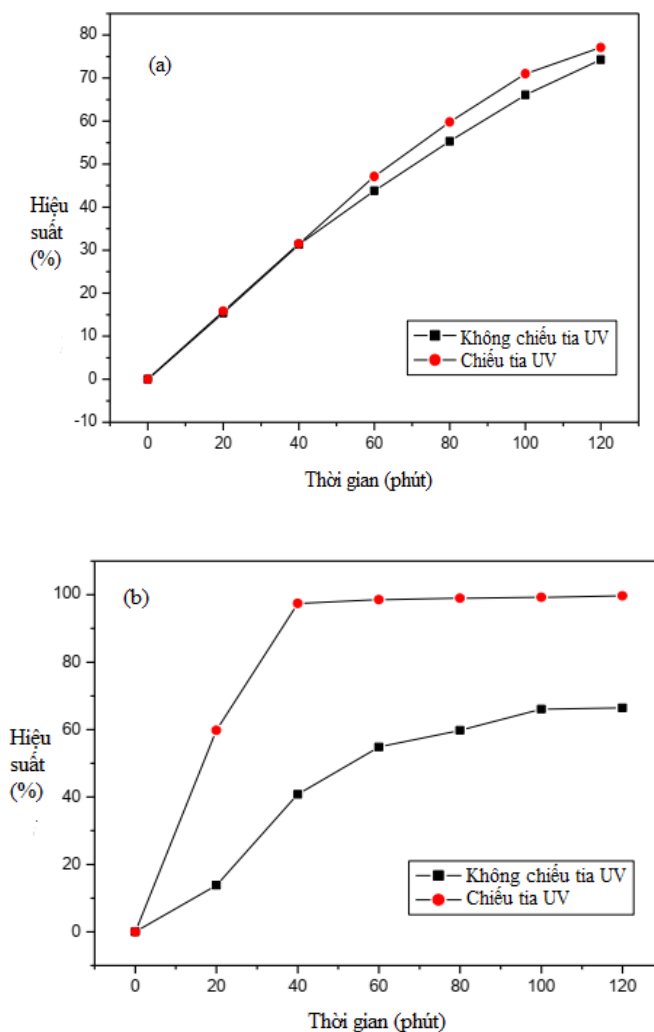 80
(a)
70
60
50
Hiệu
suất
(%)
40
30
20
10
0
-10
Không chiếu tia UV
Chiếu tia UV
0 20 40 60 80 100 120
Thời gian (phút)
100
(b)
80
60
Hiệu
suất
(%)
40
20
0
Không chiếu tia UV
Chiếu tia UV
0 20 40 60 80 100 120
Thời gian (phút)